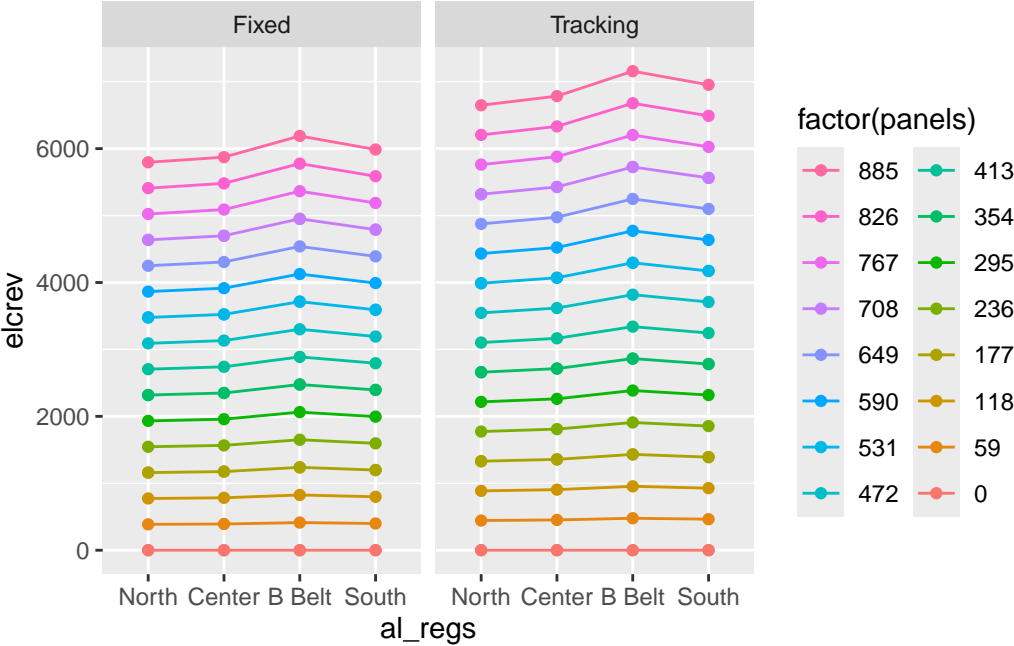 Fixed
Tracking
elcrev
6000
4000
2000
0
North Center B Belt South
North Center B Belt South
al_regs
factor(panels)
885 413
826 354
767 295
708 236
649 177
590 118
531 59
472 0